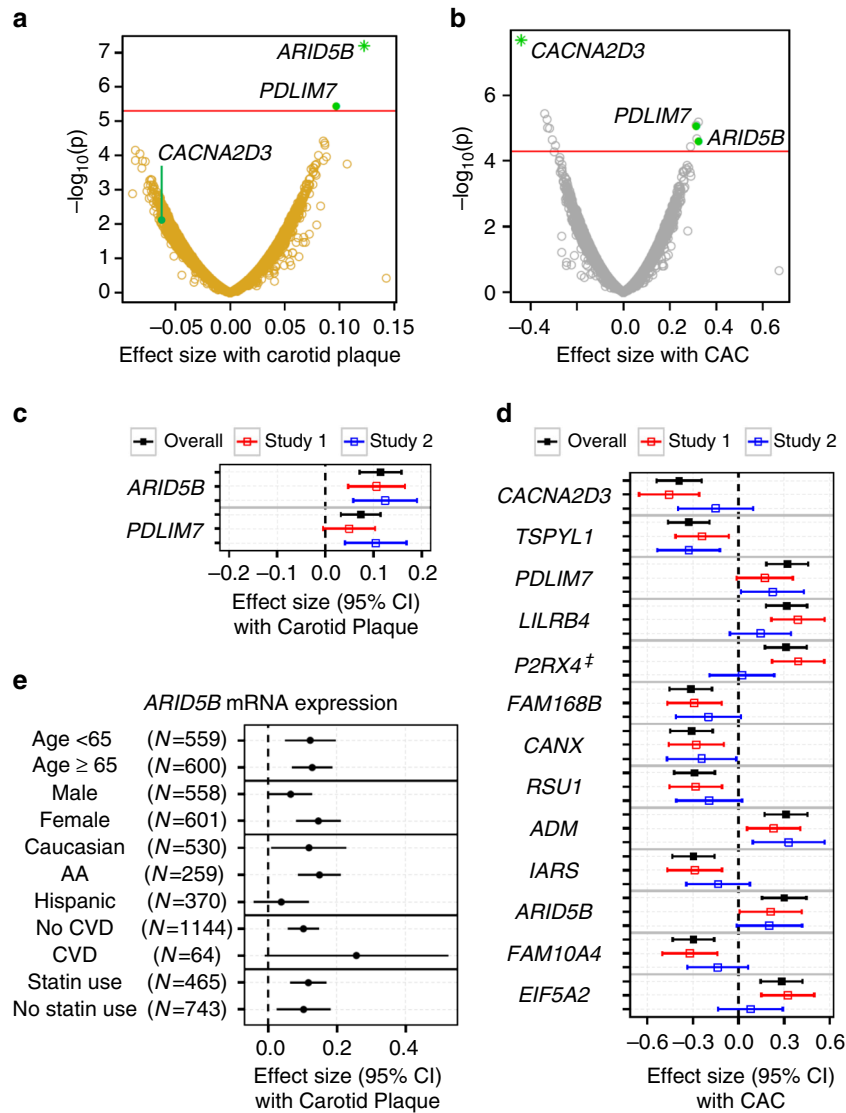 a
7
6
5
4
3
2
1
0
−log10(p)
ARID5B
PDLIM7
CACNA2D3
−0.05 0.00 0.05 0.10 0.15
Effect size with carotid plaque
b
6
4
2
0
−log10(p)
CACNA2D3
PDLIM7
ARID5B
−0.4 0.0 0.2 0.4 0.6
Effect size with CAC
c
Overall Study 1 Study 2
ARID5B
PDLIM7
−0.2 −0.1 0.0 0.1 0.2
Effect size (95% CI)
with Carotid Plaque
d
Overall Study 1 Study 2
CACNA2D3
TSPYL1
PDLIM7
LILRB4
P2RX4‡
FAM168B
CANX
RSU1
ADM
IARS
ARID5B
FAM10A4
EIF5A2
−0.6 −0.3 0.0 0.3 0.6
Effect size (95% CI)
with CAC
e
ARID5B mRNA expression
Age <65 (N=559)
Age ≥ 65 (N=600)
Male (N=558)
Female (N=601)
Caucasian (N=530)
AA (N=259)
Hispanic (N=370)
No CVD (N=1144)
CVD (N=64)
Statin use (N=465)
No statin use (N=743)
0.0 0.2 0.4
Effect size (95% CI)
with Carotid Plaque